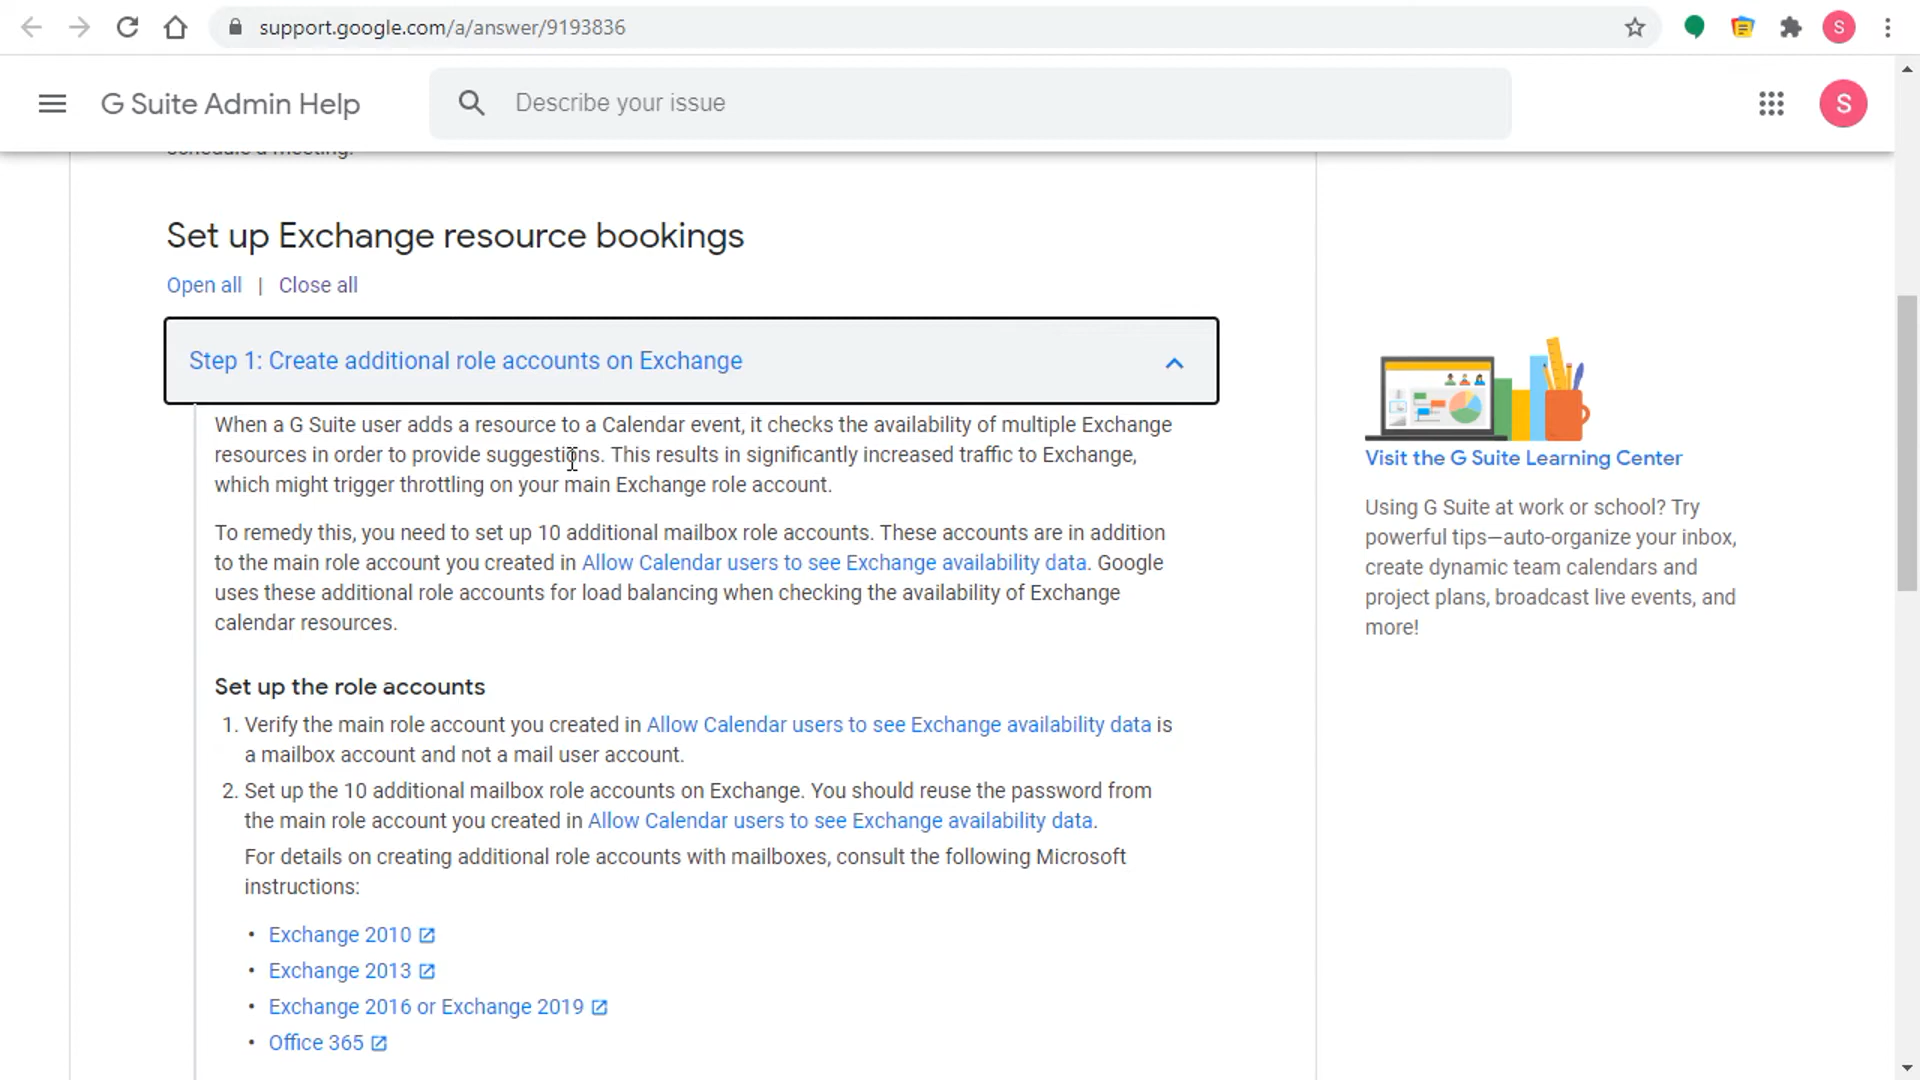 support.google.com/a/answer/9193836
S
G Suite Admin Help
Describe your issue
S
schedule a meeting.
Set up Exchange resource bookings
Open all | Close all
Step 1: Create additional role accounts on Exchange
When a G Suite user adds a resource to a Calendar event, it checks the availability of multiple Exchange
resources in order to provide suggestions. This results in significantly increased traffic to Exchange,
which might trigger throttling on your main Exchange role account.
To remedy this, you need to set up 10 additional mailbox role accounts. These accounts are in addition
to the main role account you created in Allow Calendar users to see Exchange availability data. Google
uses these additional role accounts for load balancing when checking the availability of Exchange
calendar resources.
Set up the role accounts
1. Verify the main role account you created in Allow Calendar users to see Exchange availability data is
a mailbox account and not a mail user account.
2. Set up the 10 additional mailbox role accounts on Exchange. You should reuse the password from
the main role account you created in Allow Calendar users to see Exchange availability data.
For details on creating additional role accounts with mailboxes, consult the following Microsoft
instructions:
• Exchange 2010
• Exchange 2013
• Exchange 2016 or Exchange 2019
• Office 365
Visit the G Suite Learning Center
Using G Suite at work or school? Try
powerful tips—auto-organize your inbox,
create dynamic team calendars and
project plans, broadcast live events, and
more!